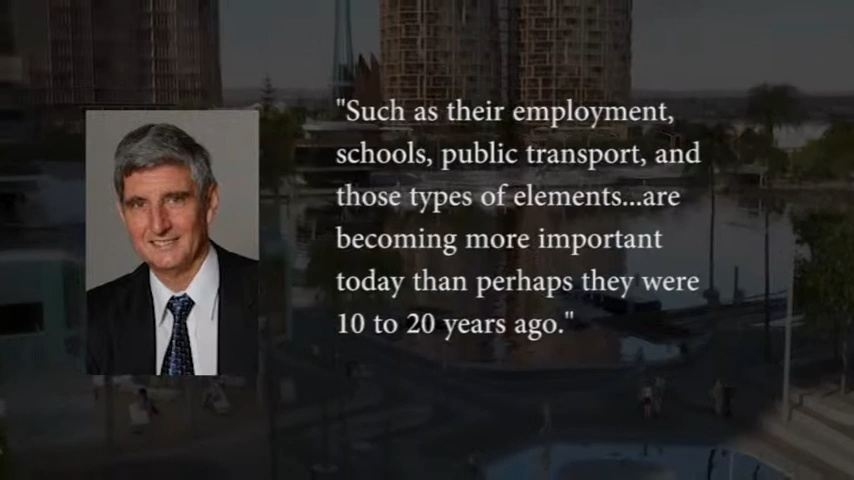 "Such as their employment,
schools, public transport, and
those types of elements...are
becoming more important
today than perhaps they were
10 to 20 years ago."